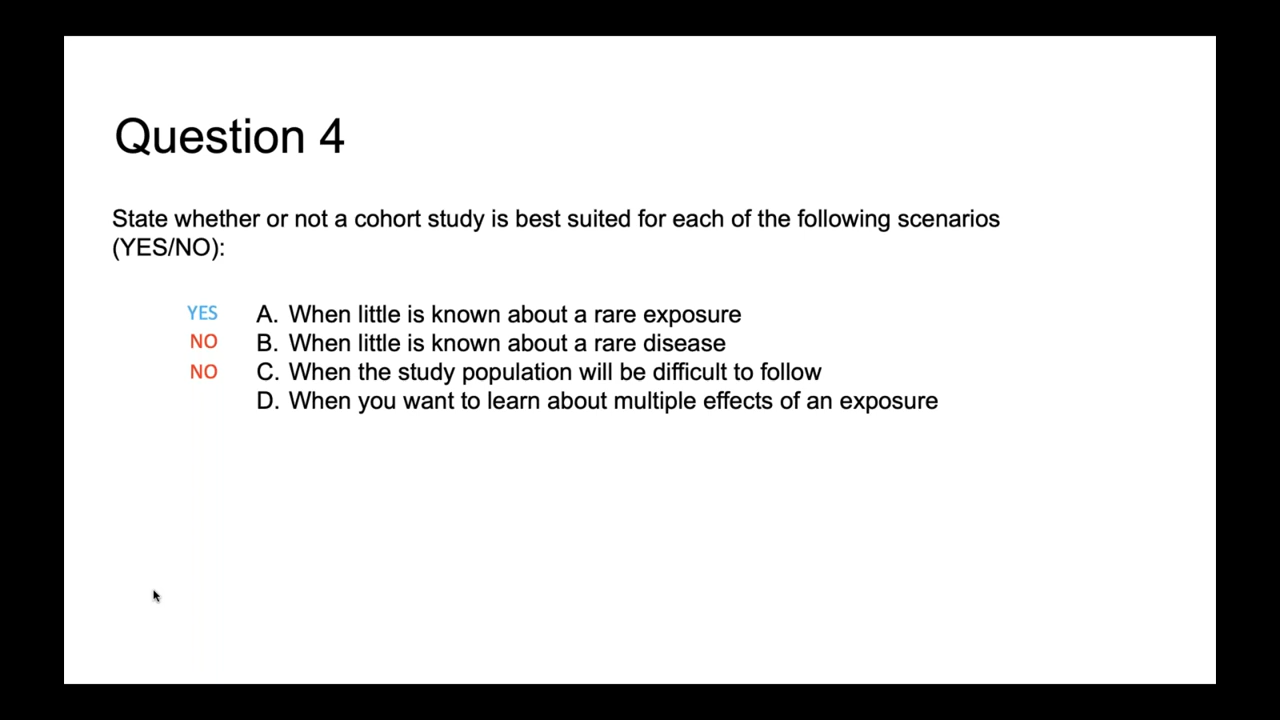 Question 4
State whether or not a cohort study is best suited for each of the following scenarios
(YES/NO):
YES A. When little is known about a rare exposure
NO B. When little is known about a rare disease
NO C. When the study population will be difficult to follow
D. When you want to learn about multiple effects of an exposure